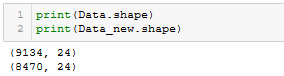 1 print(Data.shape)
2 print(Data_new.shape)
(9134, 24)
(8470, 24)